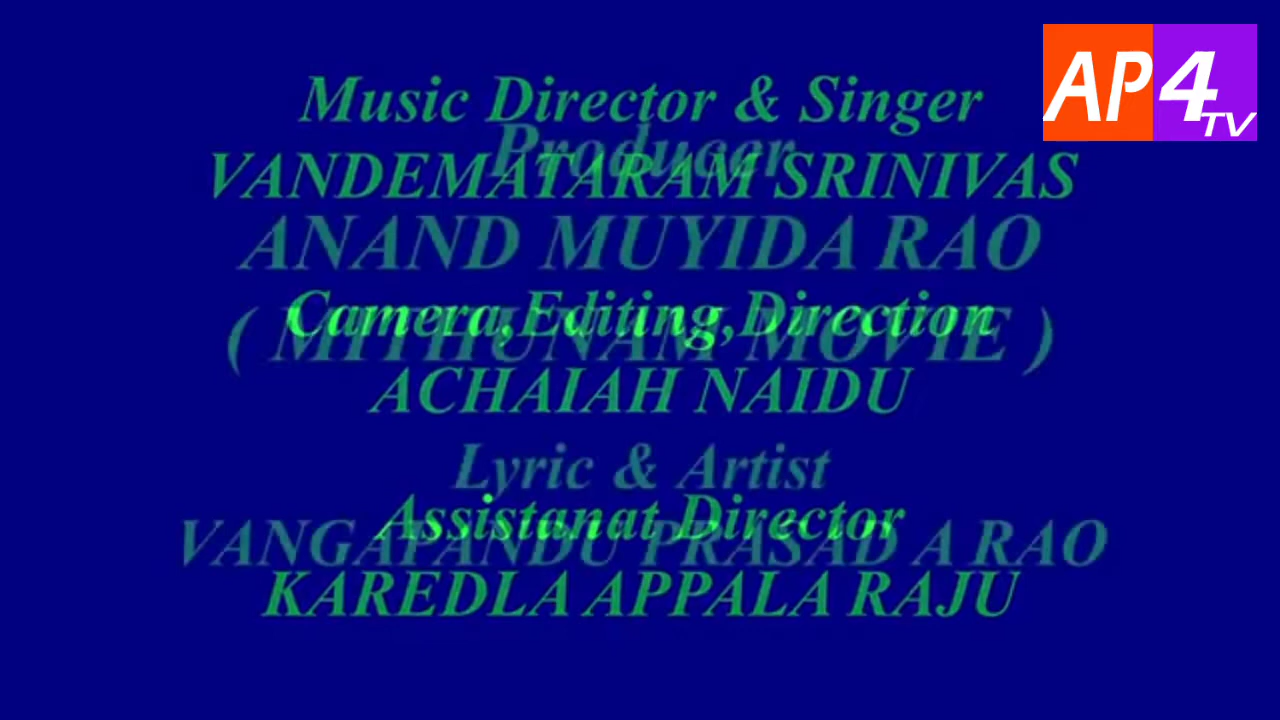 Music Director & Singer
Producer
VANDEMATARAM SRINIVAS
ANAND MUYIDA RAO
Camera,Editing,Direction
( MITHUNAM MOVIE )
ACHAIAH NAIDU
Lyric & Artist
Assistanat Director
VANGAPANDU PRASAD A RAO
KAREDLA APPALA RAJU
AP4
TV